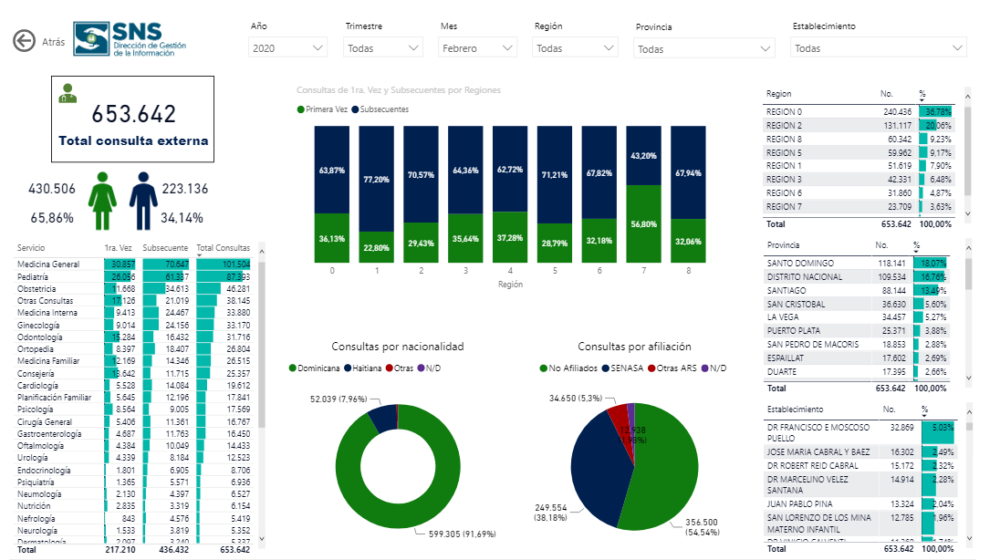 Atrás
SNS
Dirección de Gestión
de la Información
Año
2020
Trimestre
Todas
Mes
Febrero
Región
Todas
Provincia
Todas
Establecimiento
Todas
653.642
Total consulta externa
430.506
65,86%
223.136
34,14%
Servicio 1ra. Vez Subsecuente Total Consultas
Medicina General 30.857 70.647 101.504
Pediatría 26.056 61.337 87.393
Obstetricia 11.668 34.613 46.281
Otras Consultas 17.126 21.019 38.145
Medicina Interna 9.413 24.467 33.880
Ginecología 9.014 24.156 33.170
Odontología 15.284 16.432 31.716
Ortopedia 8.397 18.407 26.804
Medicina Familiar 12.169 14.346 26.515
Consejería 13.642 11.715 25.357
Cardiología 5.528 14.084 19.612
Planificación Familiar 5.645 12.196 17.841
Psicología 8.564 9.005 17.569
Cirugía General 5.406 11.361 16.767
Gastroenterología 4.687 11.763 16.450
Oftalmología 4.384 10.049 14.433
Urología 4.339 8.184 12.523
Endocrinología 1.801 6.905 8.706
Psiquiatría 1.365 5.571 6.936
Neumología 2.130 4.397 6.527
Nutrición 2.835 3.319 6.154
Nefrología 843 4.576 5.419
Neurología 1.533 3.819 5.352
Dermatología 2.097 3.240 5.337
Total 217.210 436.432 653.642
Consultas de 1ra. Vez y Subsecuentes por Regiones
Primera Vez Subsecuentes
63,87% 77,20% 70,57% 64,36% 62,72% 71,21% 67,82% 43,20% 67,94%
36,13% 22,80% 29,43% 35,64% 37,28% 28,79% 32,18% 56,80% 32,06%
0 1 2 3 4 5 6 7 8
Región
Consultas por nacionalidad
Dominicana Haitiana Otras N/D
52.039 (7,96%)
599.305 (91,69%)
Consultas por afiliación
No Afiliados SENASA Otras ARS N/D
34.650 (5,3%)
12.938
(1,98%)
249.554
(38,18%)
356.500
(54,54%)
Region No. %
REGION 0 240.436 36,78%
REGION 2 131.117 20,06%
REGION 8 60.342 9,23%
REGION 5 59.962 9,17%
REGION 1 51.619 7,90%
REGION 3 42.331 6,48%
REGION 6 31.860 4,87%
REGION 7 23.709 3,63%
Total 653.642 100,00%
Provincia No. %
SANTO DOMINGO 118.141 18,07%
DISTRITO NACIONAL 109.534 16,76%
SANTIAGO 88.144 13,49%
SAN CRISTOBAL 36.630 5,60%
LA VEGA 34.457 5,27%
PUERTO PLATA 25.371 3,88%
SAN PEDRO DE MACORIS 18.853 2,88%
ESPAILLAT 17.602 2,69%
DUARTE 17.395 2,66%
Total 653.642 100,00%
Establecimiento No. %
DR FRANCISCO E MOSCOSO 32.869 5,03%
PUELLO
JOSE MARIA CABRAL Y BAEZ 16.302 2,49%
DR ROBERT REID CABRAL 15.172 2,32%
DR MARCELINO VELEZ 14.914 2,28%
SANTANA
JUAN PABLO PINA 13.324 2,04%
SAN LORENZO DE LOS MINA 12.785 1,96%
MATERNO INFANTIL
Total 653.642 100,00%